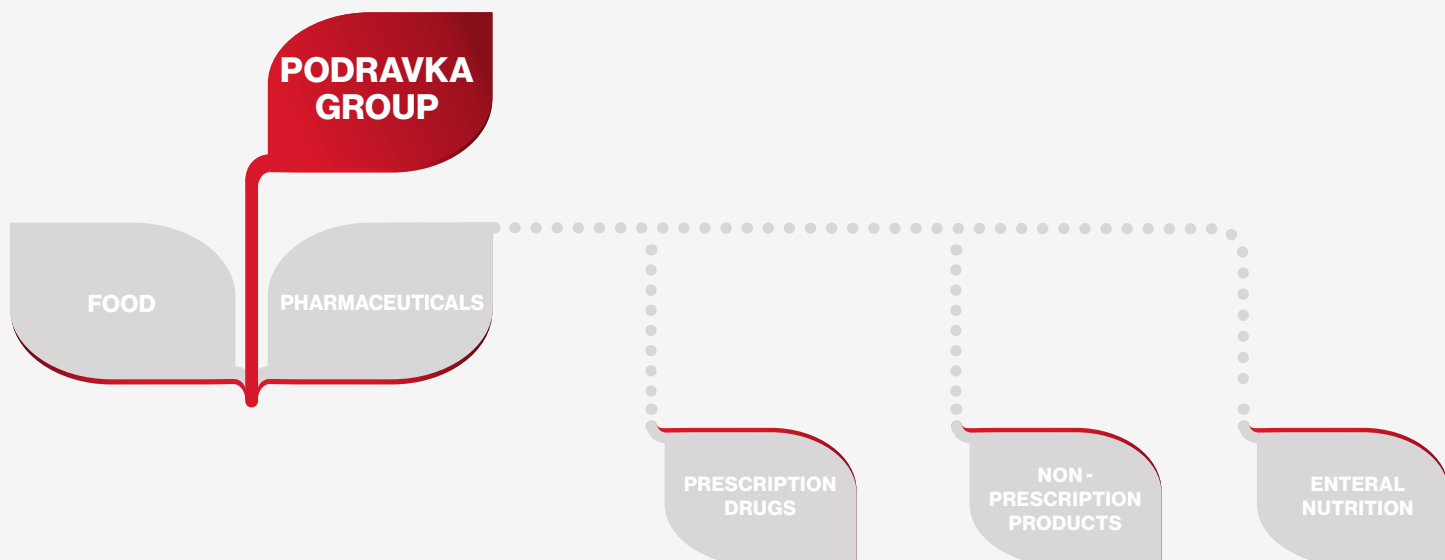 PODRAVKA
GROUP
FOOD
PHARMACEUTICALS
PRESCRIPTION
DRUGS
NON-
PRESCRIPTION
PRODUCTS
ENTERAL
NUTRITION